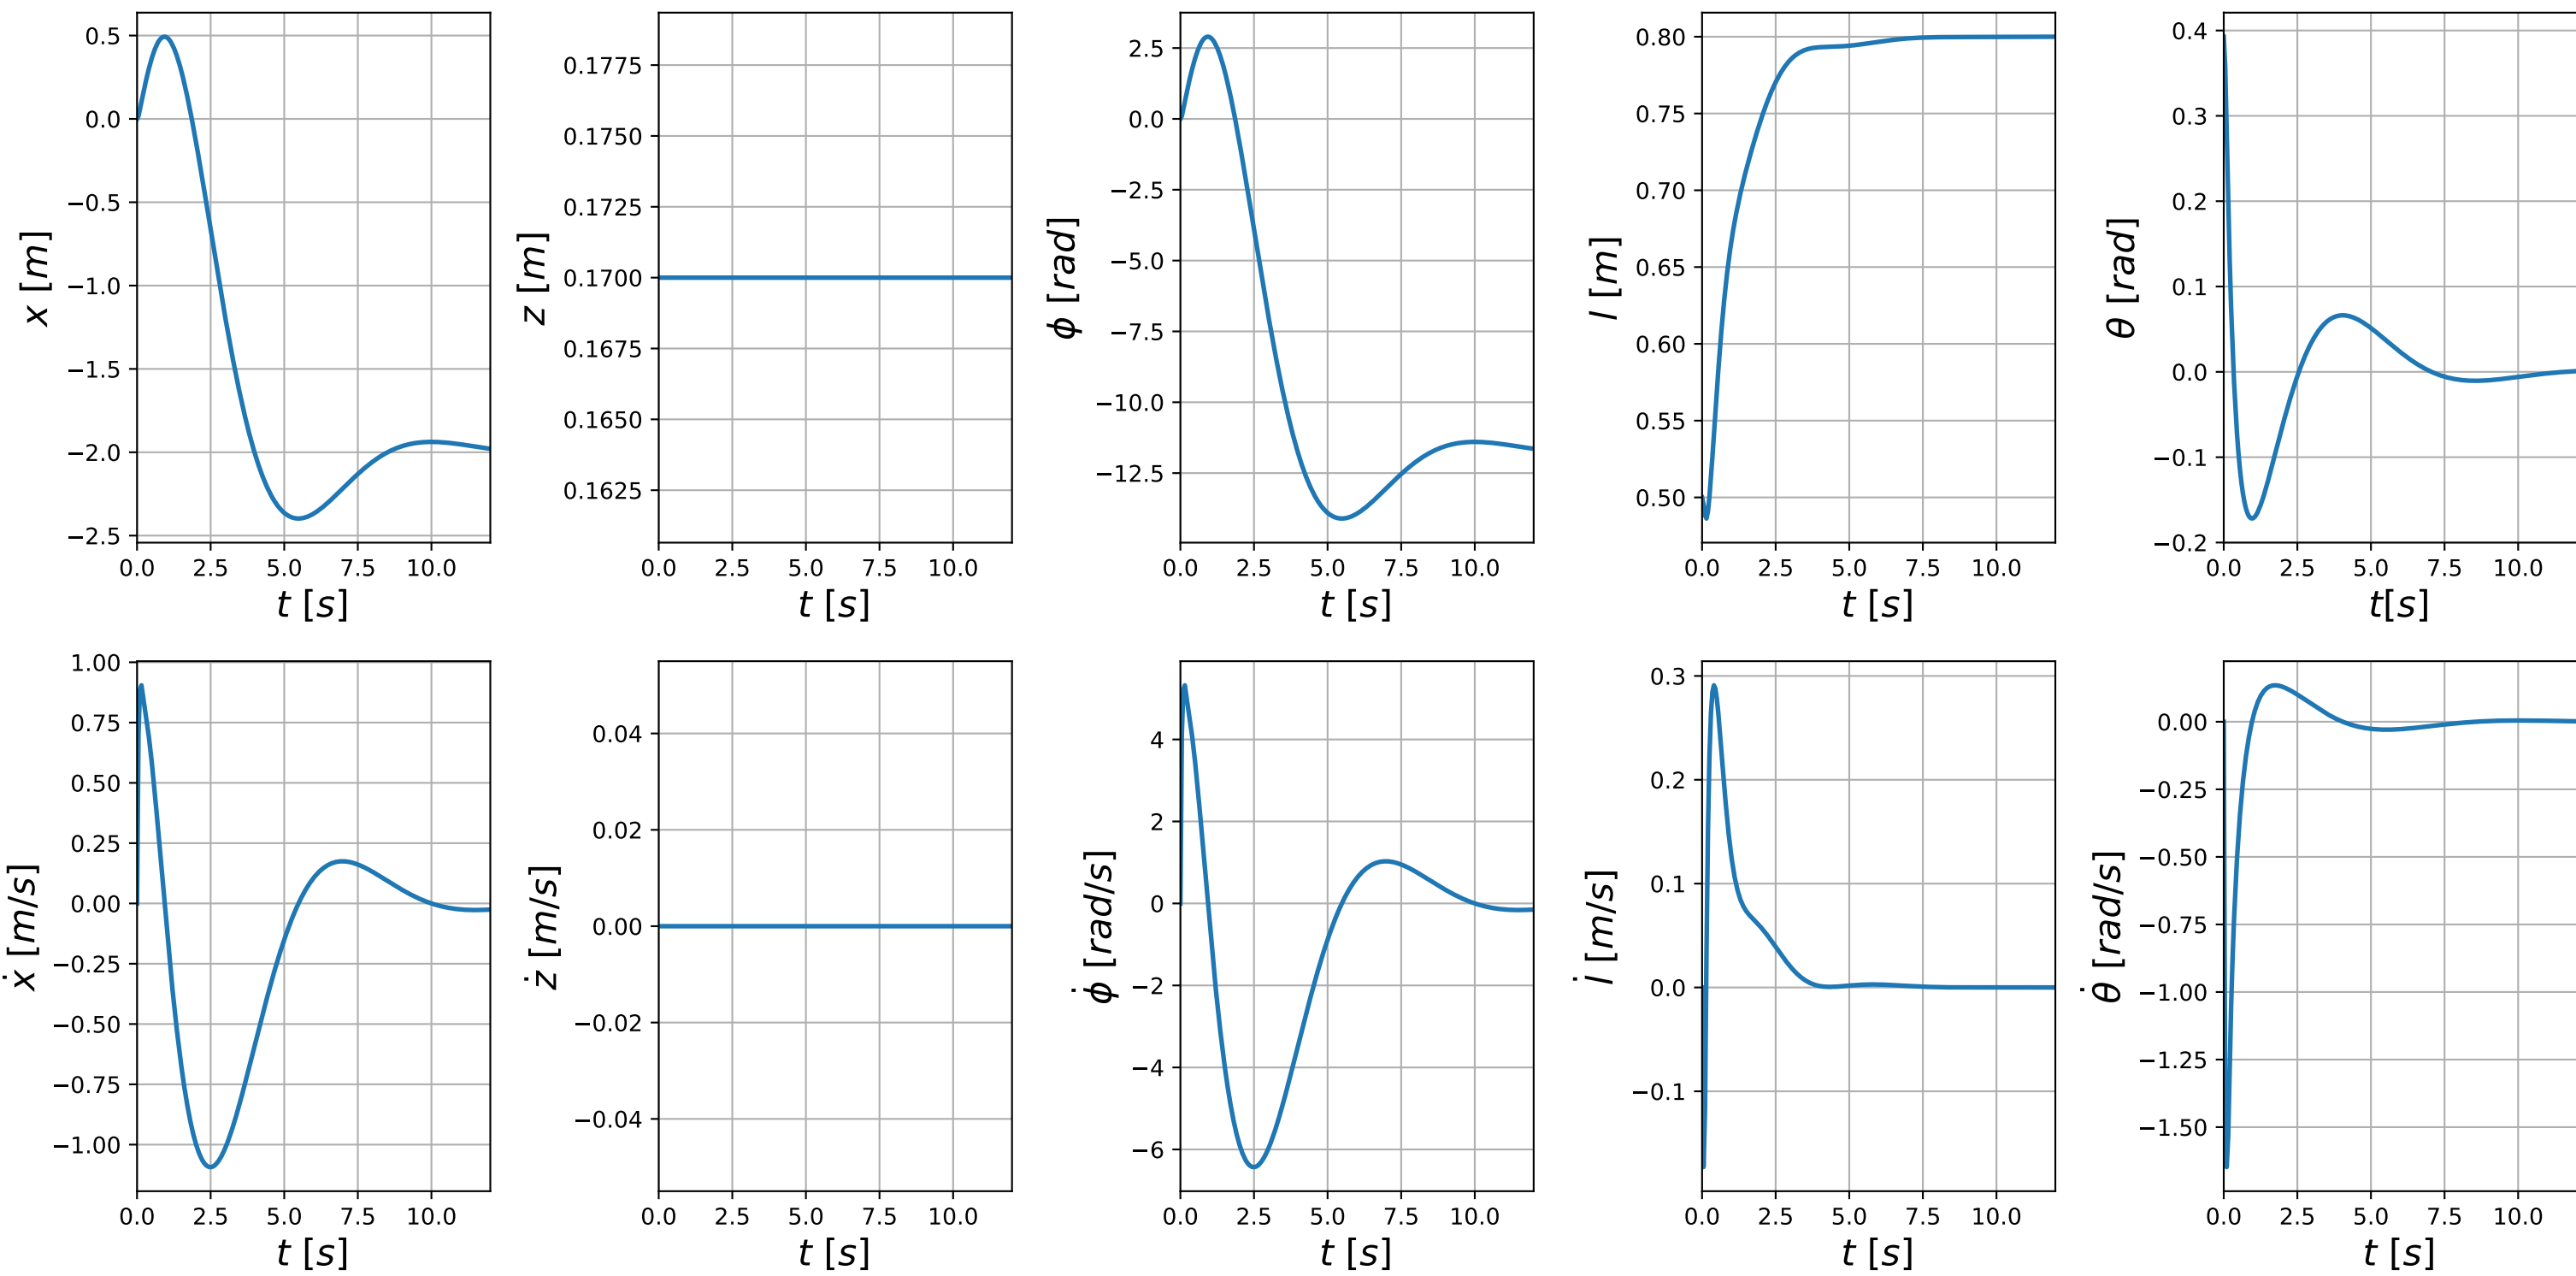 0.5
0.0
−0.5
−1.0
−1.5
−2.0
−2.5
x [m]
0.0 2.5 5.0 7.5 10.0
t [s]
0.1775
0.1750
0.1725
0.1700
0.1675
0.1650
0.1625
z [m]
0.0 2.5 5.0 7.5 10.0
t [s]
2.5
0.0
−2.5
−5.0
−7.5
−10.0
−12.5
ϕ [rad]
0.0 2.5 5.0 7.5 10.0
t [s]
0.80
0.75
0.70
0.65
0.60
0.55
0.50
l [m]
0.0 2.5 5.0 7.5 10.0
t [s]
0.4
0.3
0.2
0.1
0.0
−0.1
−0.2
θ [rad]
0.0 2.5 5.0 7.5 10.0
t[s]
1.00
0.75
0.50
0.25
0.00
−0.25
−0.50
−0.75
−1.00
ẋ [m/s]
0.0 2.5 5.0 7.5 10.0
t [s]
0.04
0.02
0.00
−0.02
−0.04
ż [m/s]
0.0 2.5 5.0 7.5 10.0
t [s]
4
2
0
−2
−4
−6
ϕ̇ [rad/s]
0.0 2.5 5.0 7.5 10.0
t [s]
0.3
0.2
0.1
0.0
−0.1
l̇ [m/s]
0.0 2.5 5.0 7.5 10.0
t [s]
0.00
−0.25
−0.50
−0.75
−1.00
−1.25
−1.50
θ̇ [rad/s]
0.0 2.5 5.0 7.5 10.0
t [s]